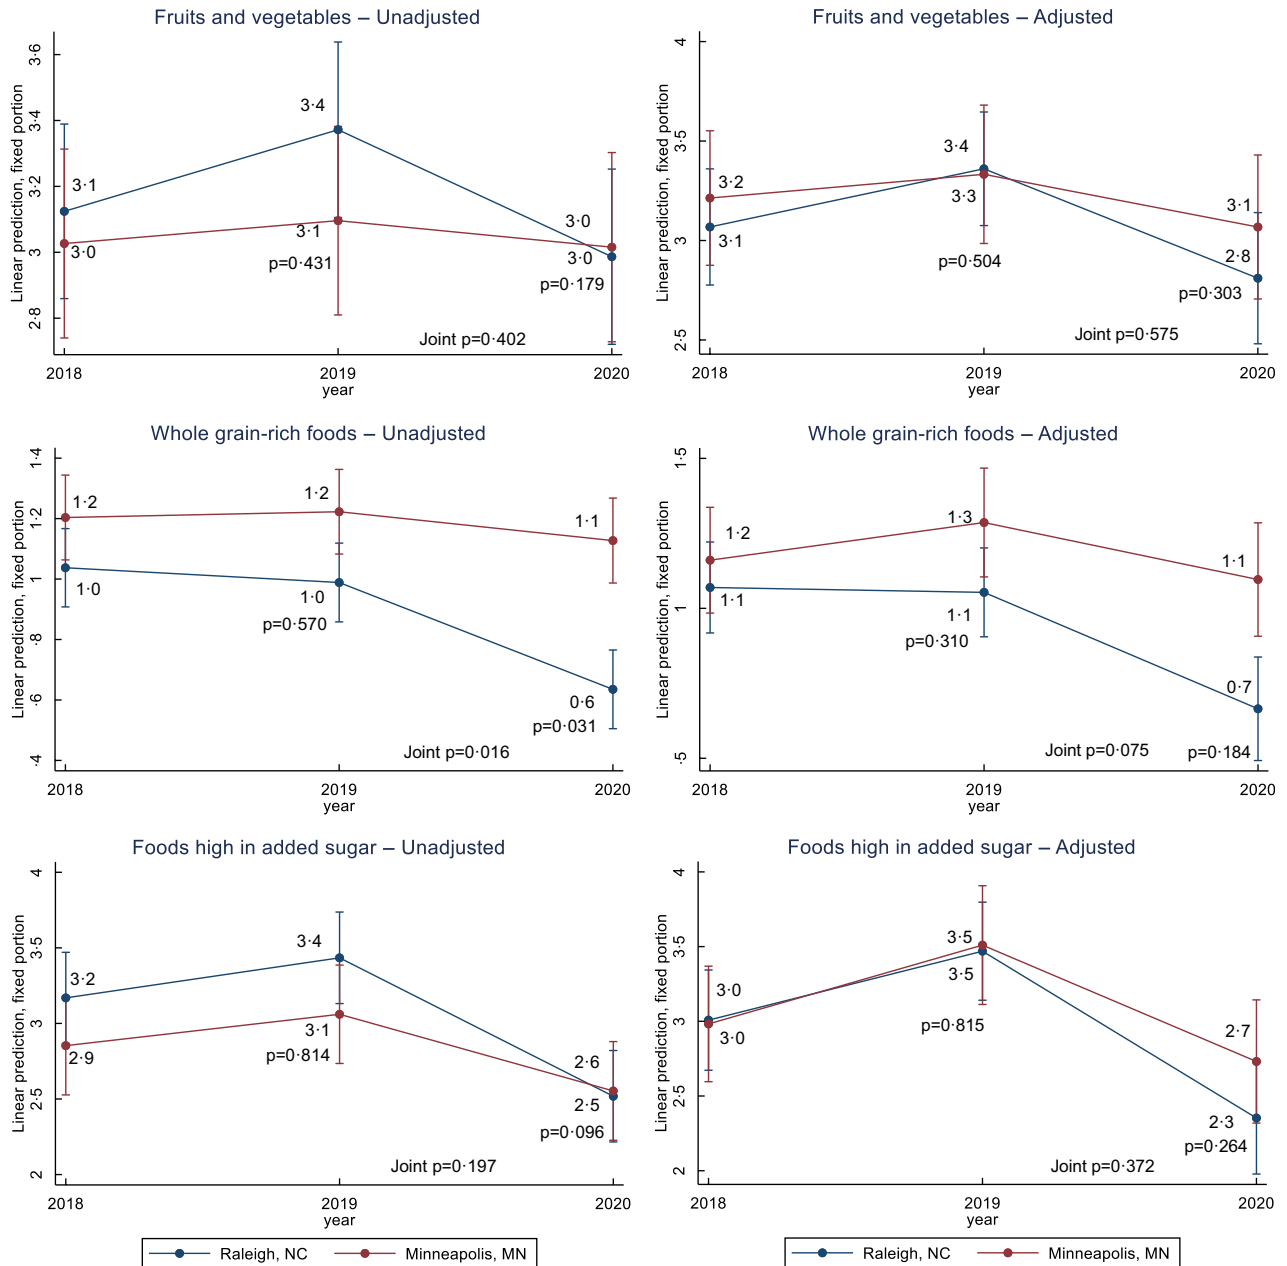 Fruits and vegetables – Unadjusted
Linear prediction, fixed portion
3·6
3·4
3·2
3
2·8
3·1
3·0
3·4
3·1
p=0·431
3·0
3·0
p=0·179
Joint p=0·402
2018
2019
2020
year
Fruits and vegetables – Adjusted
Linear prediction, fixed portion
4
3·5
3
2·5
3·2
3·1
3·4
3·3
p=0·504
3·1
2·8
p=0·303
Joint p=0·575
2018
2019
2020
year
Whole grain-rich foods – Unadjusted
Linear prediction, fixed portion
1·4
1·2
1
·8
·6
·4
1·2
1·0
1·2
1·0
p=0·570
1·1
0·6
p=0·031
Joint p=0·016
2018
2019
2020
year
Whole grain-rich foods – Adjusted
Linear prediction, fixed portion
1·5
1
·5
1·2
1·1
1·3
1·1
p=0·310
1·1
0·7
p=0·184
Joint p=0·075
2018
2019
2020
year
Foods high in added sugar – Unadjusted
Linear prediction, fixed portion
4
3·5
3
2·5
2
3·2
2·9
3·4
3·1
p=0·814
2·6
2·5
p=0·096
Joint p=0·197
2018
2019
2020
year
Raleigh, NC
Minneapolis, MN
Foods high in added sugar – Adjusted
Linear prediction, fixed portion
4
3·5
3
2·5
2
3·0
3·0
3·5
3·5
p=0·815
2·7
2·3
p=0·264
Joint p=0·372
2018
2019
2020
year
Raleigh, NC
Minneapolis, MN